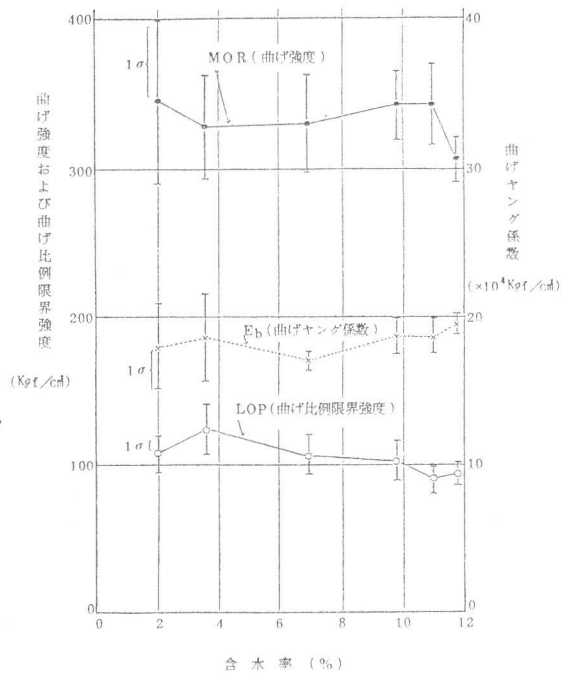 400
40
1σ
MOR(曲げ強度)
300
30
曲げ強度および曲げ比例限界強度
(Kgf/cm²)
曲げヤング係数
(×10⁴Kgf/cm²)
200
20
Eb(曲げヤング係数)
1σ
LOP(曲げ比例限界強度)
1σ
100
10
0
0
0 2 4 6 8 10 12
含水率(%)